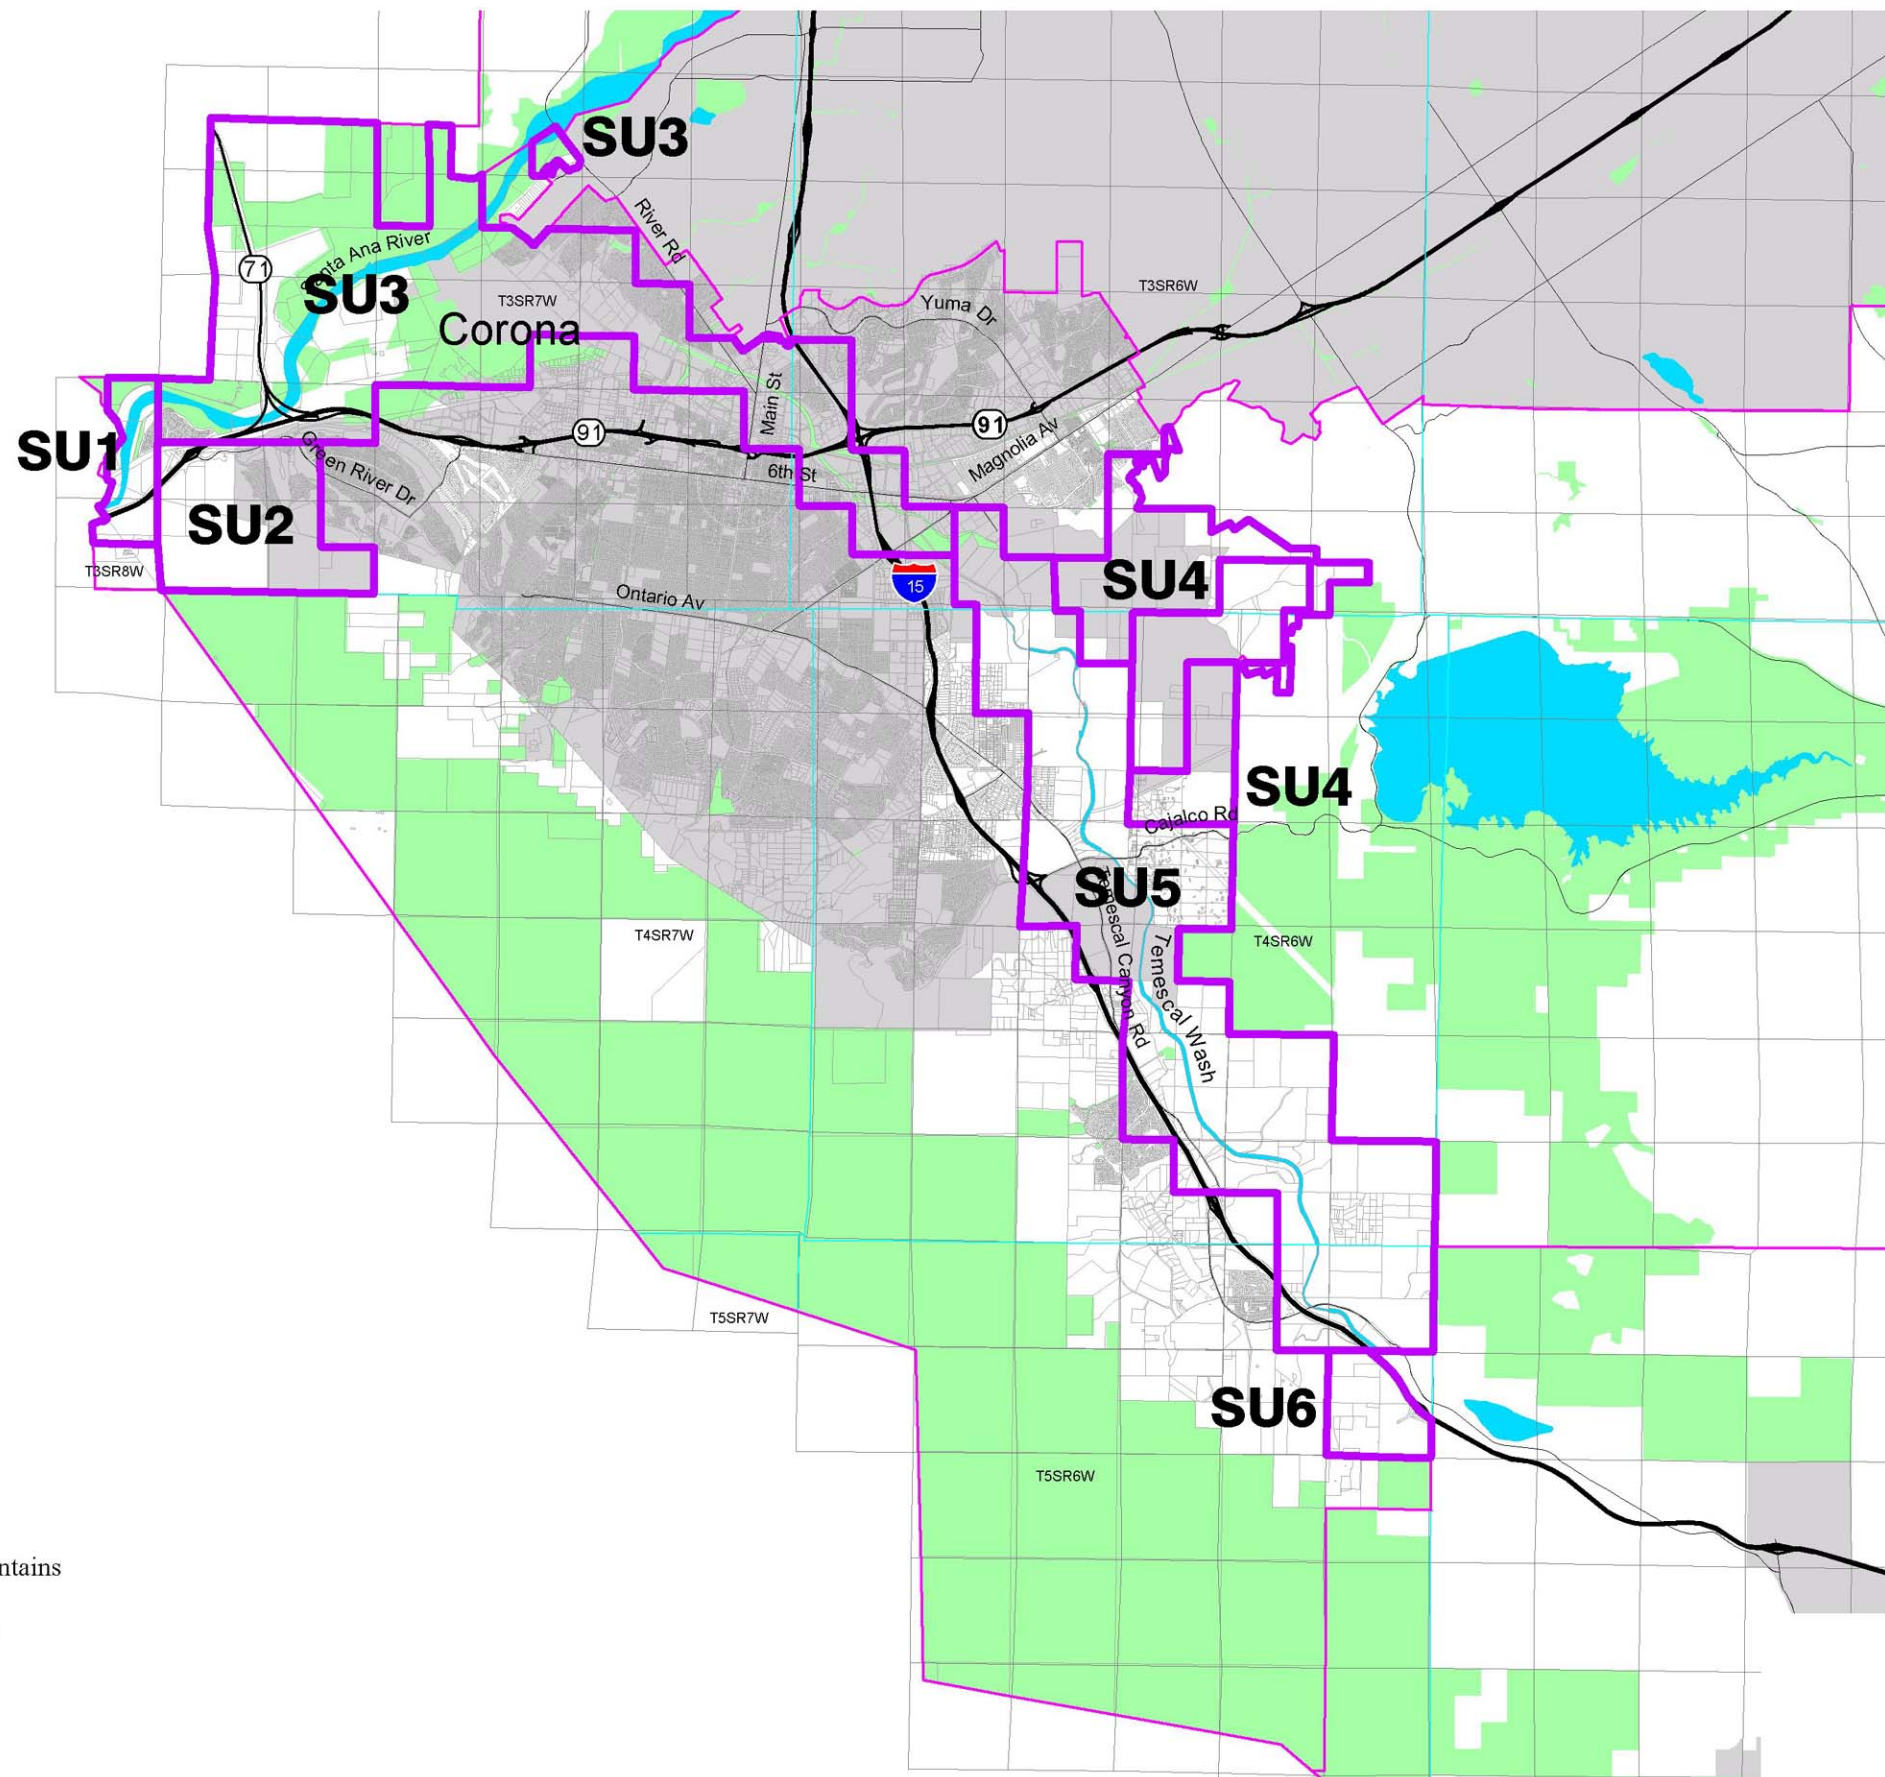 SU3
River Rd
71
Santa Ana River
SU3
T3SR7W
Corona
T3SR6W
Yuma Dr
Main St
91
91
Magnolia Av
SU1
Green River Dr
6th St
SU2
T3SR8W
Ontario Av
15
SU4
SU4
Cajalco Rd
SU5
Temescal Canyon Rd
Temescal Wash
T4SR7W
T4SR6W
T5SR7W
SU6
T5SR6W
ntains